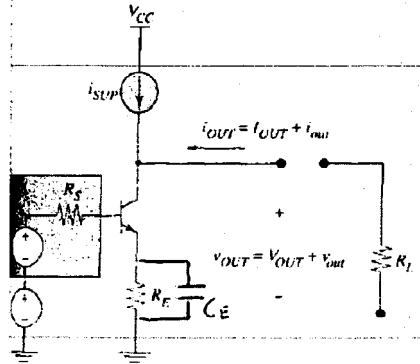 V_CC
i_SUP
i_OUT = I_OUT + i_out
R_S
+
v_OUT = V_OUT + v_out
R_L
R_E
C_E
-